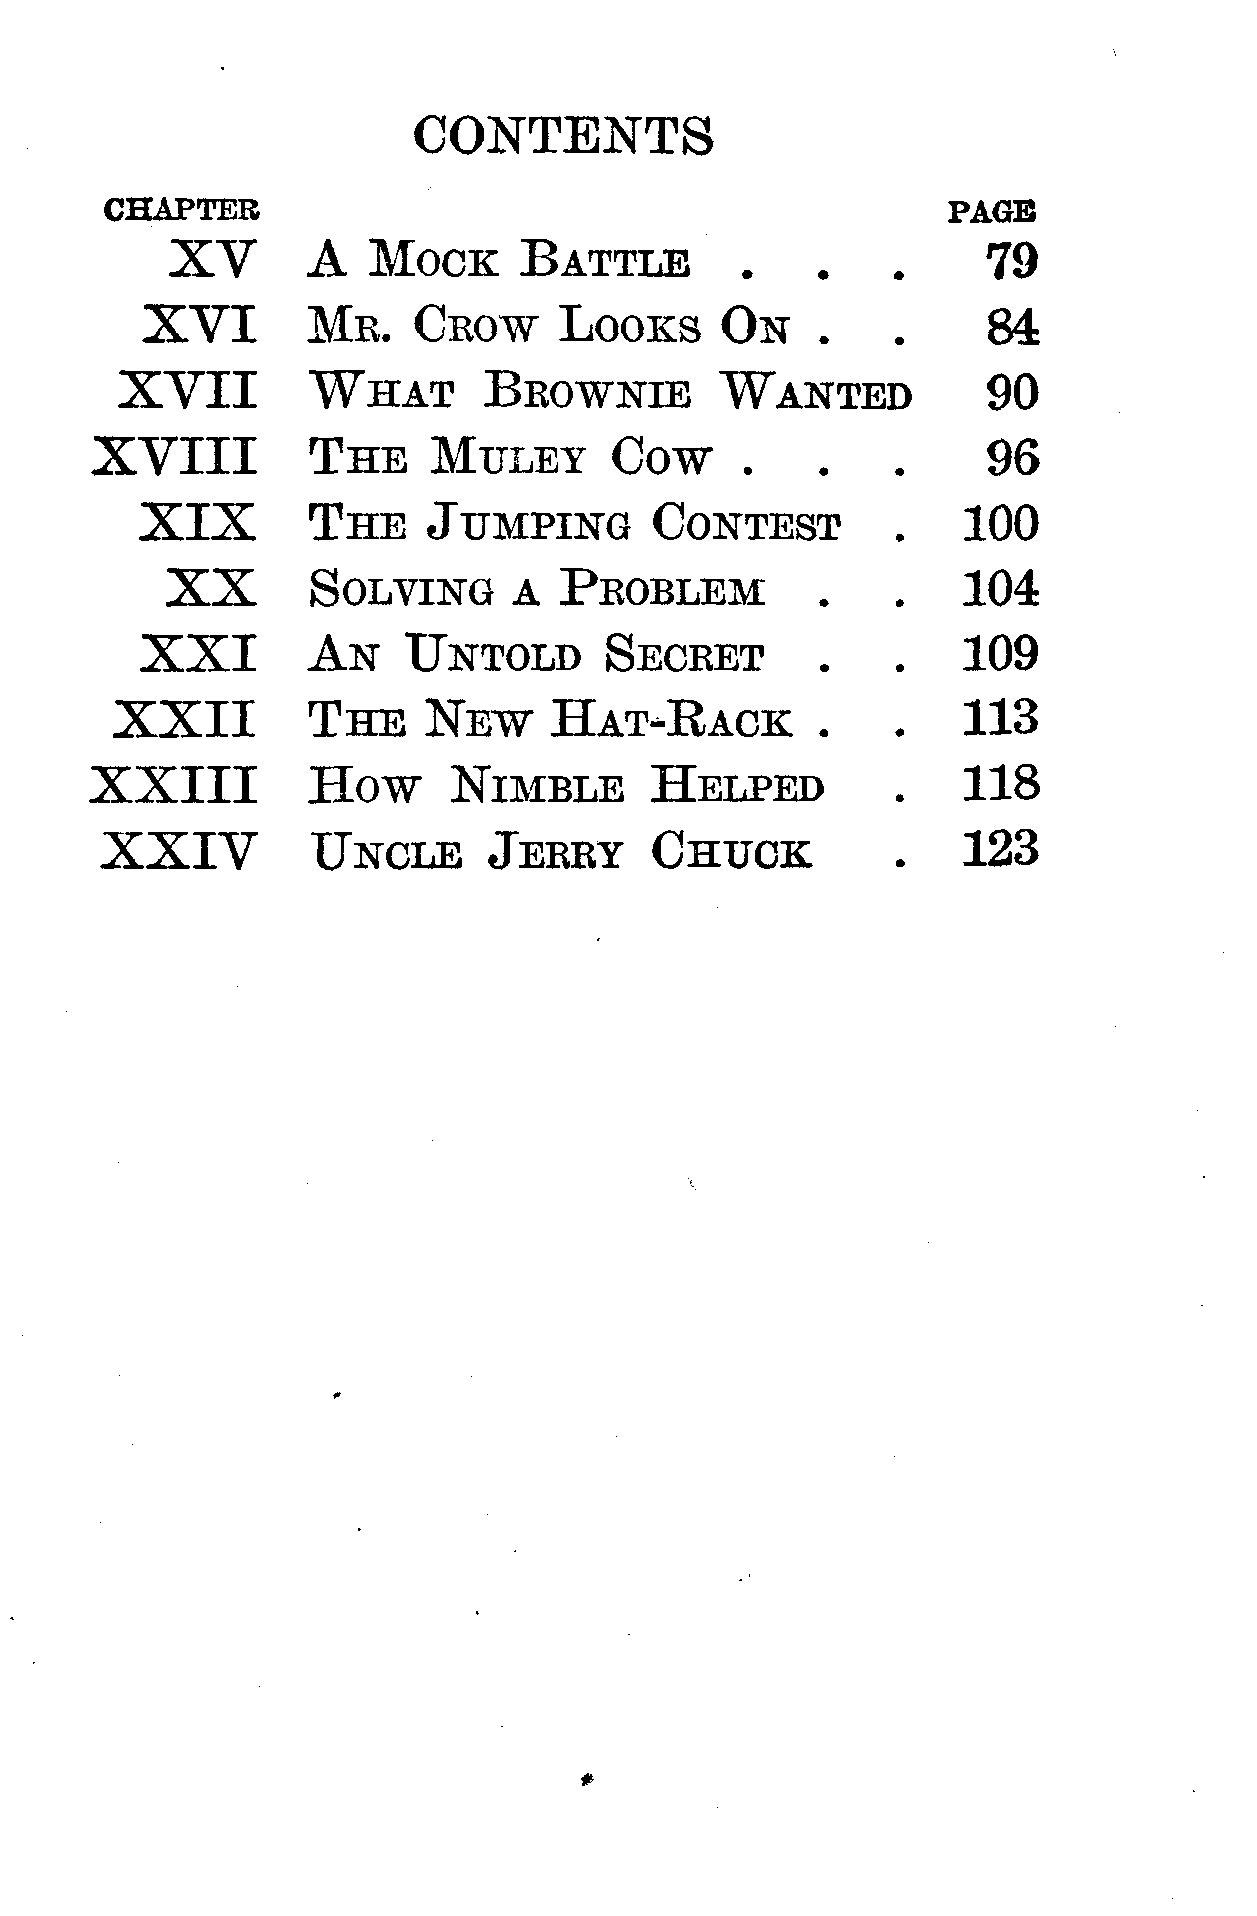 CONTENTS
CHAPTER PAGE
XV A Mock Battle . . . 79
XVI Mr. Crow Looks On . . 84
XVII What Brownie Wanted 90
XVIII The Muley Cow . . . 96
XIX The Jumping Contest . 100
XX Solving a Problem . . 104
XXI An Untold Secret . . 109
XXII The New Hat-Rack . . 113
XXIII How Nimble Helped . 118
XXIV Uncle Jerry Chuck . 123